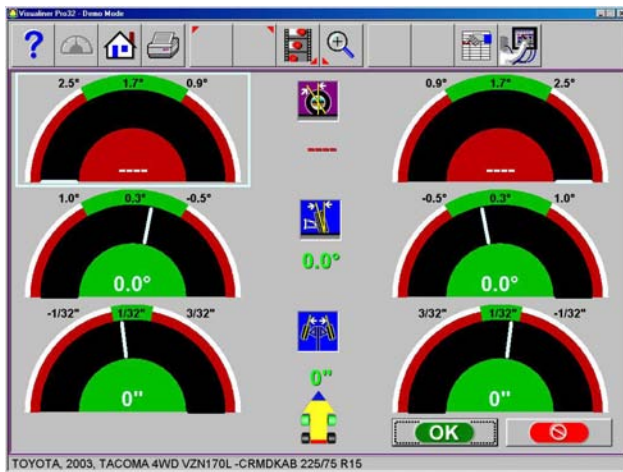 Visualiner Pro32 - Demo Mode
?
2.5° 1.7° 0.9°
----
----
0.9° 1.7° 2.5°
----
1.0° 0.3° -0.5°
0.0°
0.0°
-0.5° 0.3° 1.0°
0.0°
-1/32" 1/32" 3/32"
0"
0"
3/32" 1/32" -1/32"
0"
OK
TOYOTA, 2003, TACOMA 4WD VZN170L -CRMDKAB 225/75 R15